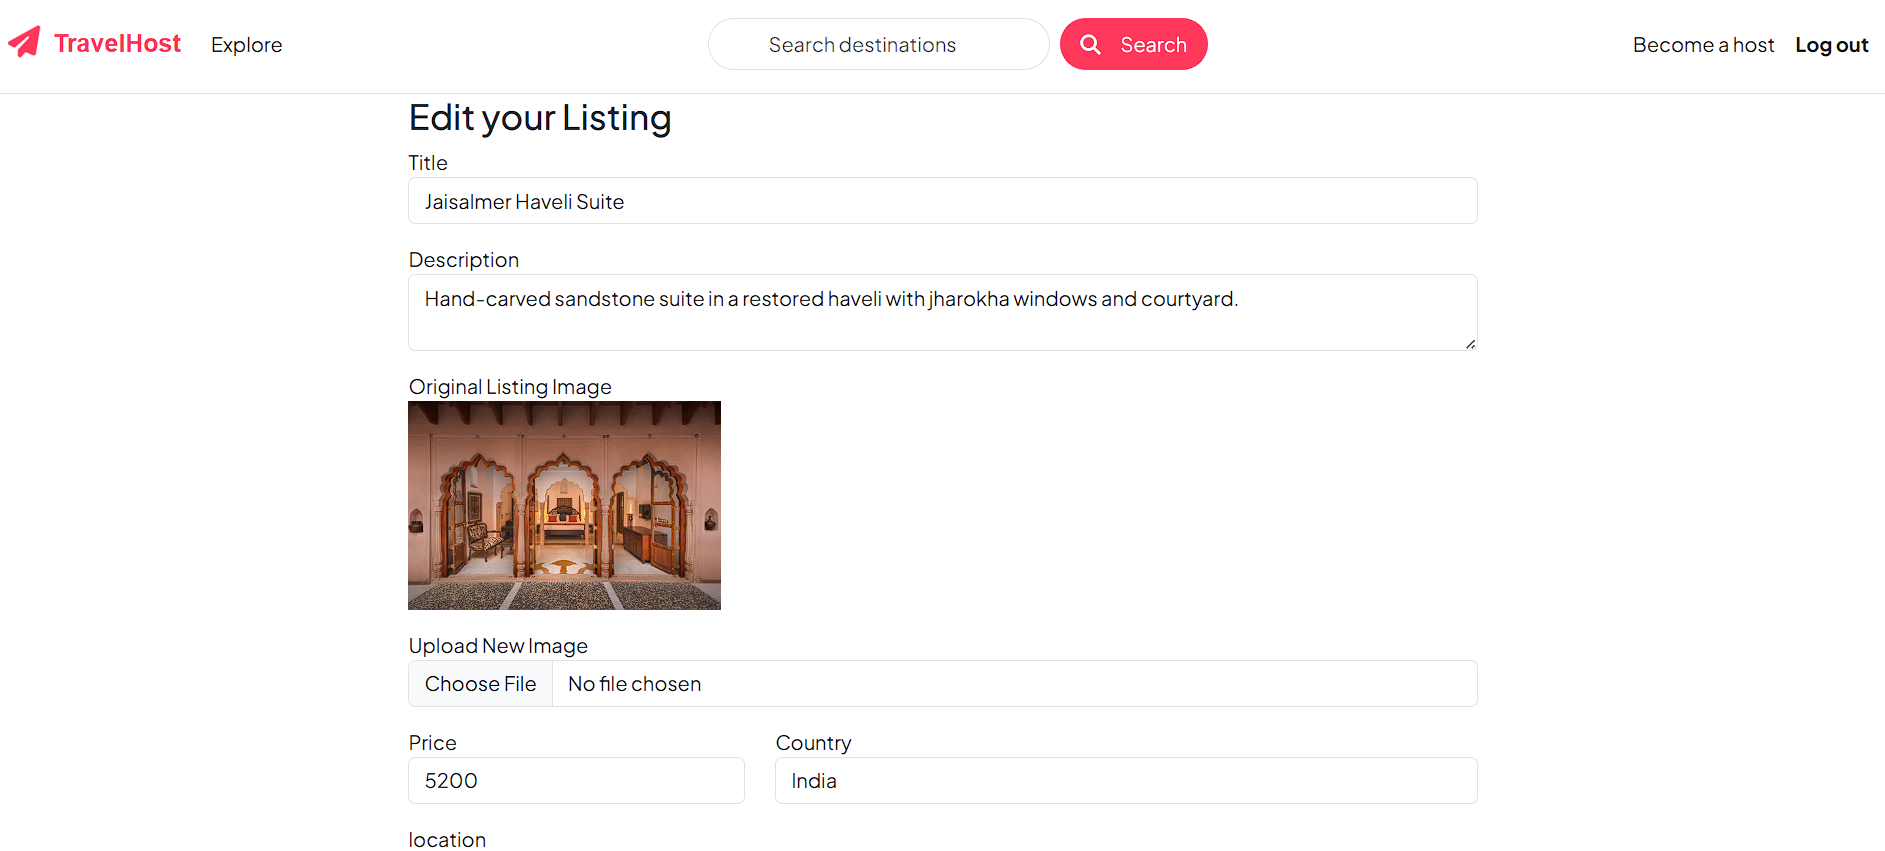 TravelHost Explore Search destinations Search Become a host Log out
Edit your Listing
Title
Jaisalmer Haveli Suite
Description
Hand-carved sandstone suite in a restored haveli with jharokha windows and courtyard.
Original Listing Image
Upload New Image
Choose File No file chosen
Price Country
5200 India
location